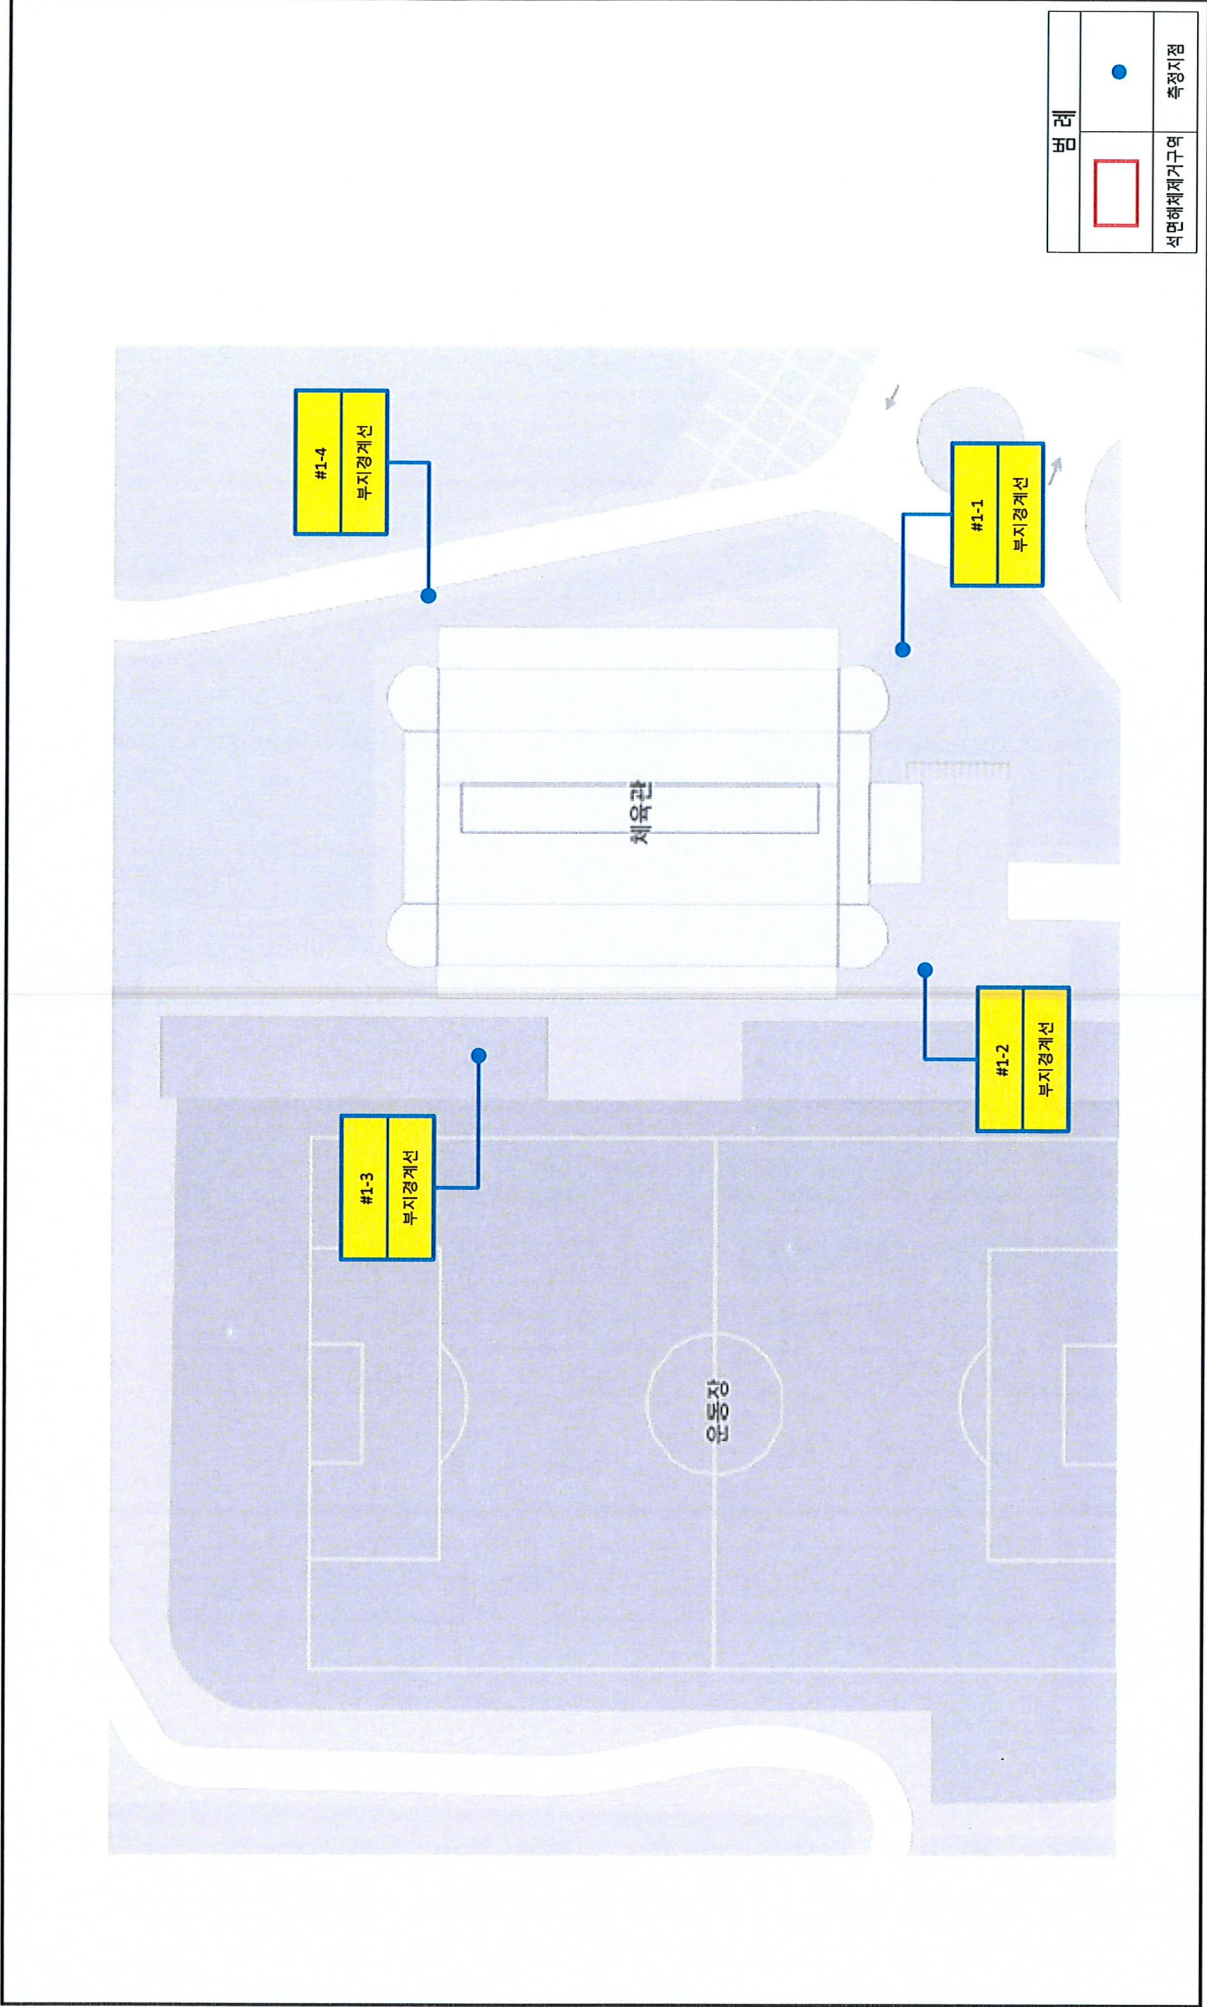 #1-4
부지경계선
#1-3
부지경계선
체육관
운동장
#1-1
부지경계선
#1-2
부지경계선
범 례
석면해체제거구역
측정지점